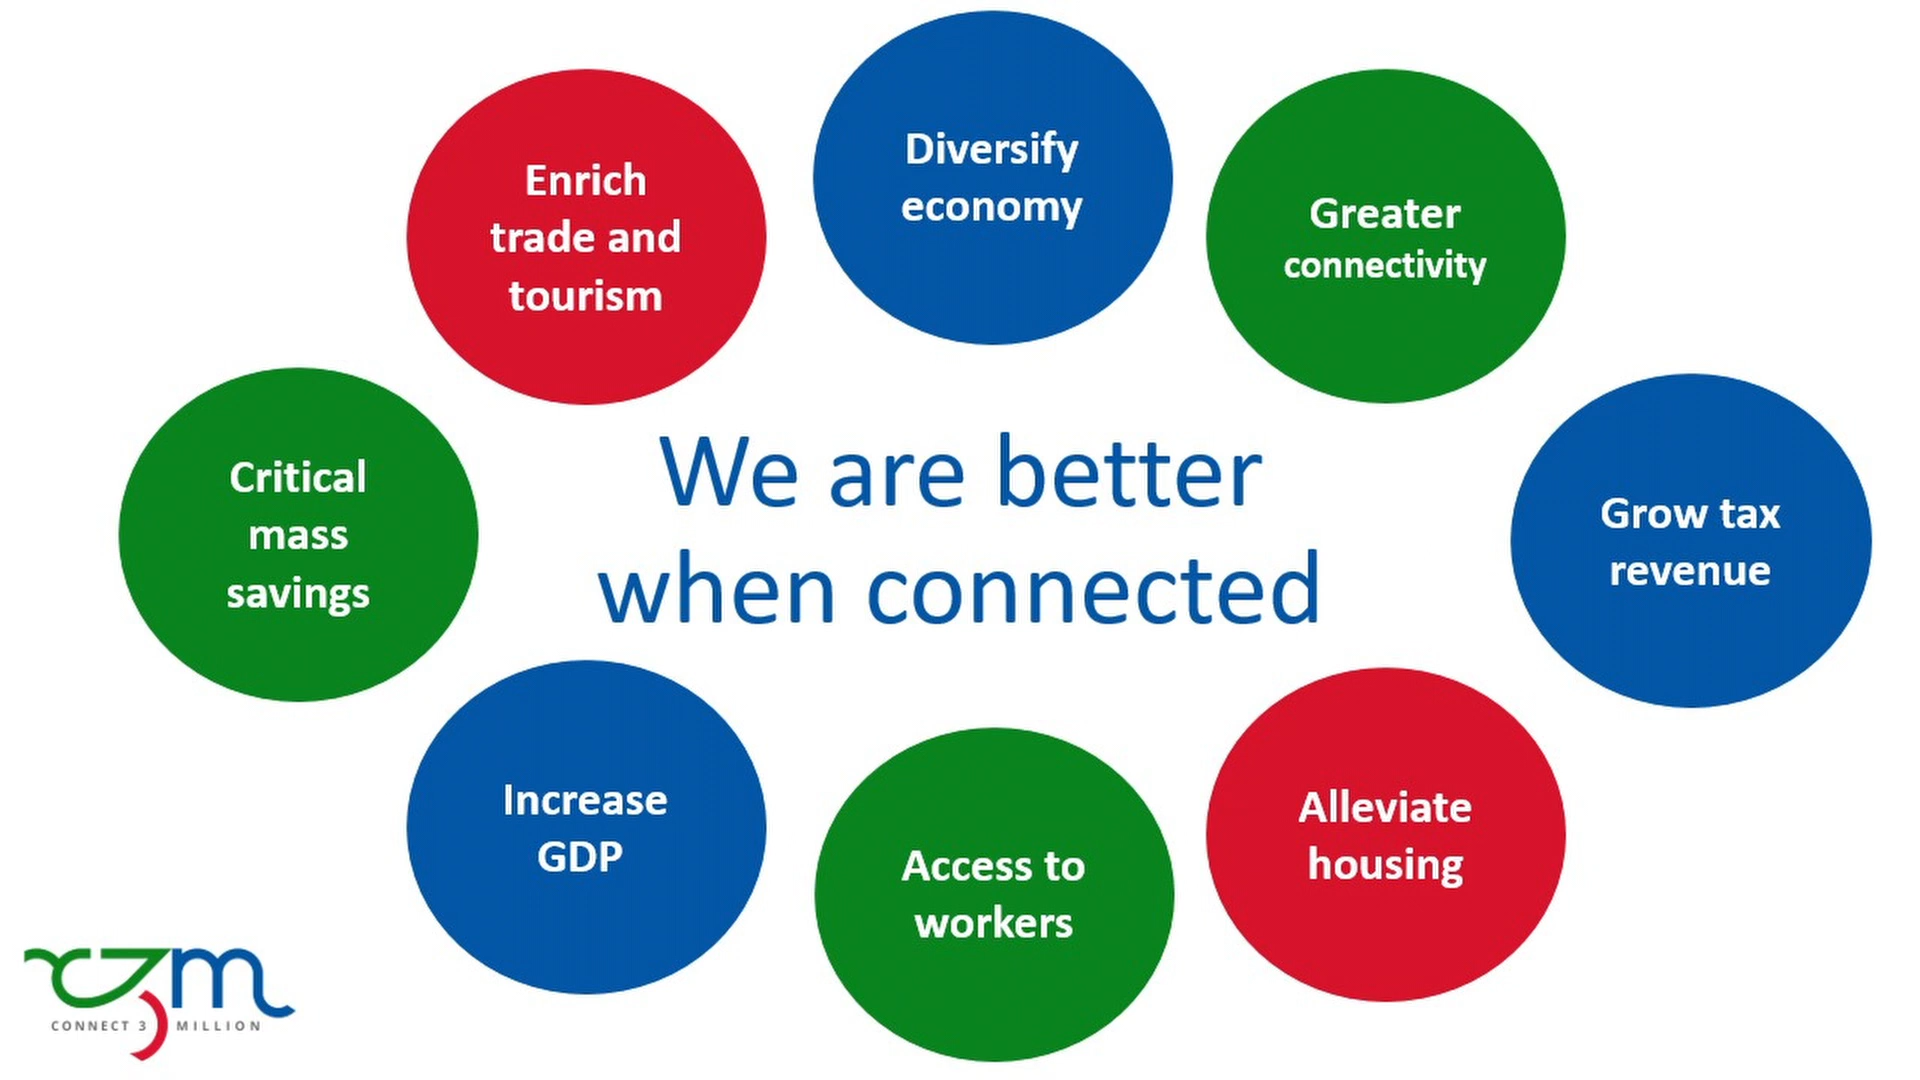 Diversify
economy
Enrich
trade and
tourism
Greater
connectivity
Critical
mass
savings
We are better
when connected
Grow tax
revenue
Increase
GDP
Access to
workers
Alleviate
housing
c3m
CONNECT 3 MILLION